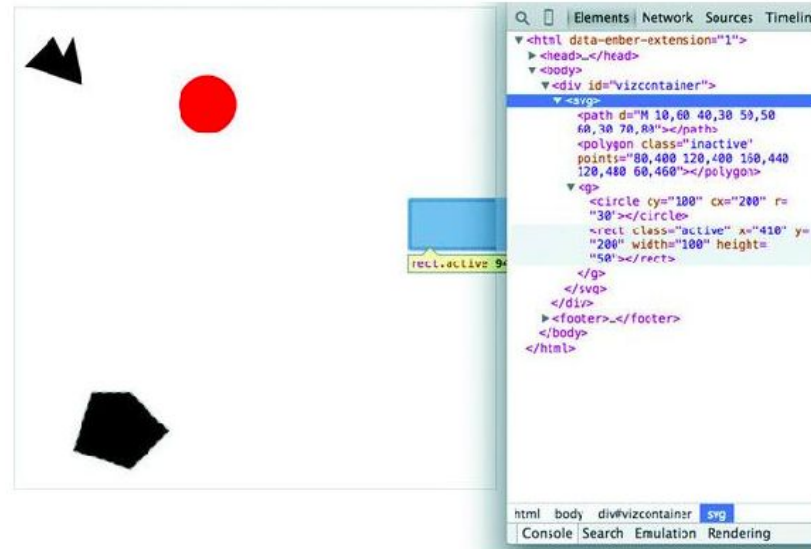 Elements Network Sources Timelin
▼<html data-ember-extension="1">
▶<head>…</head>
▼<body>
▼<div id="vizcontainer">
▼<svg>
<path d="M 10,60 40,30 50,50
60,30 70,80"></path>
<polygon class="inactive"
points="80,400 120,400 160,440
120,480 60,460"></polygon>
▼<g>
<circle cy="100" cx="200" r=
"30"></circle>
<rect class="active" x="410" y=
"200" width="100" height=
"50"></rect>
</g>
</svg>
</div>
▶<footer>…</footer>
</body>
</html>
rect.active 94
html body div#vizcontainer svg
Console Search Emulation Rendering